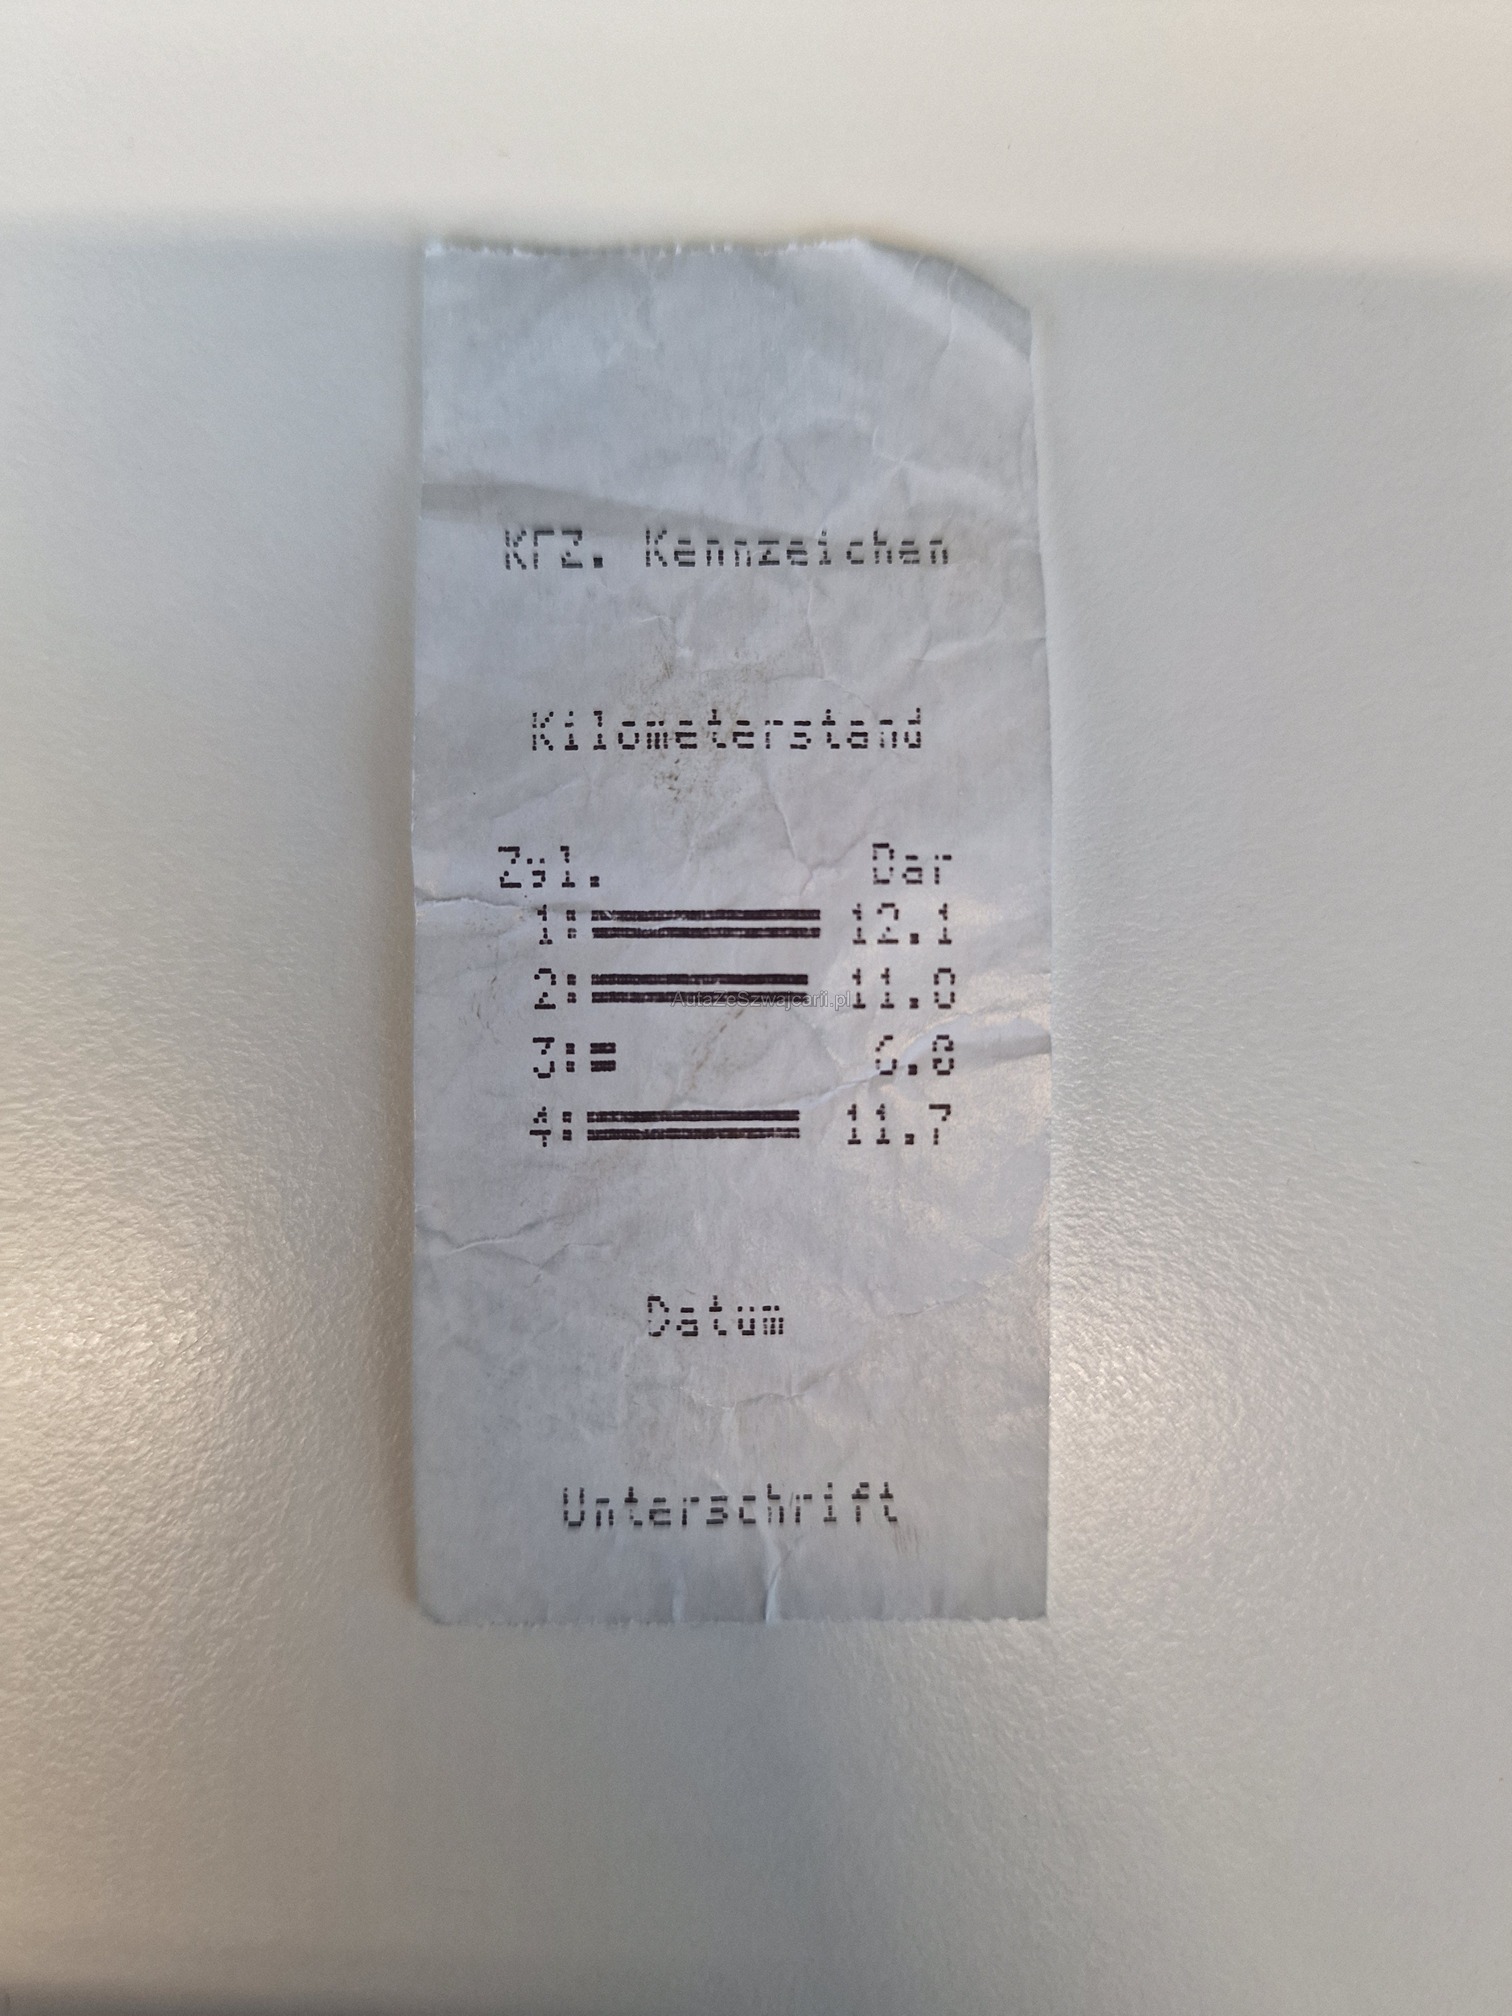 KFZ. Kennzeichen
Kilometerstand
Zyl. Bar
1: 12.1
2: 11.0
AutaZeSzwajcarii.pl
3: 6.8
4: 11.7
Datum
Unterschrift